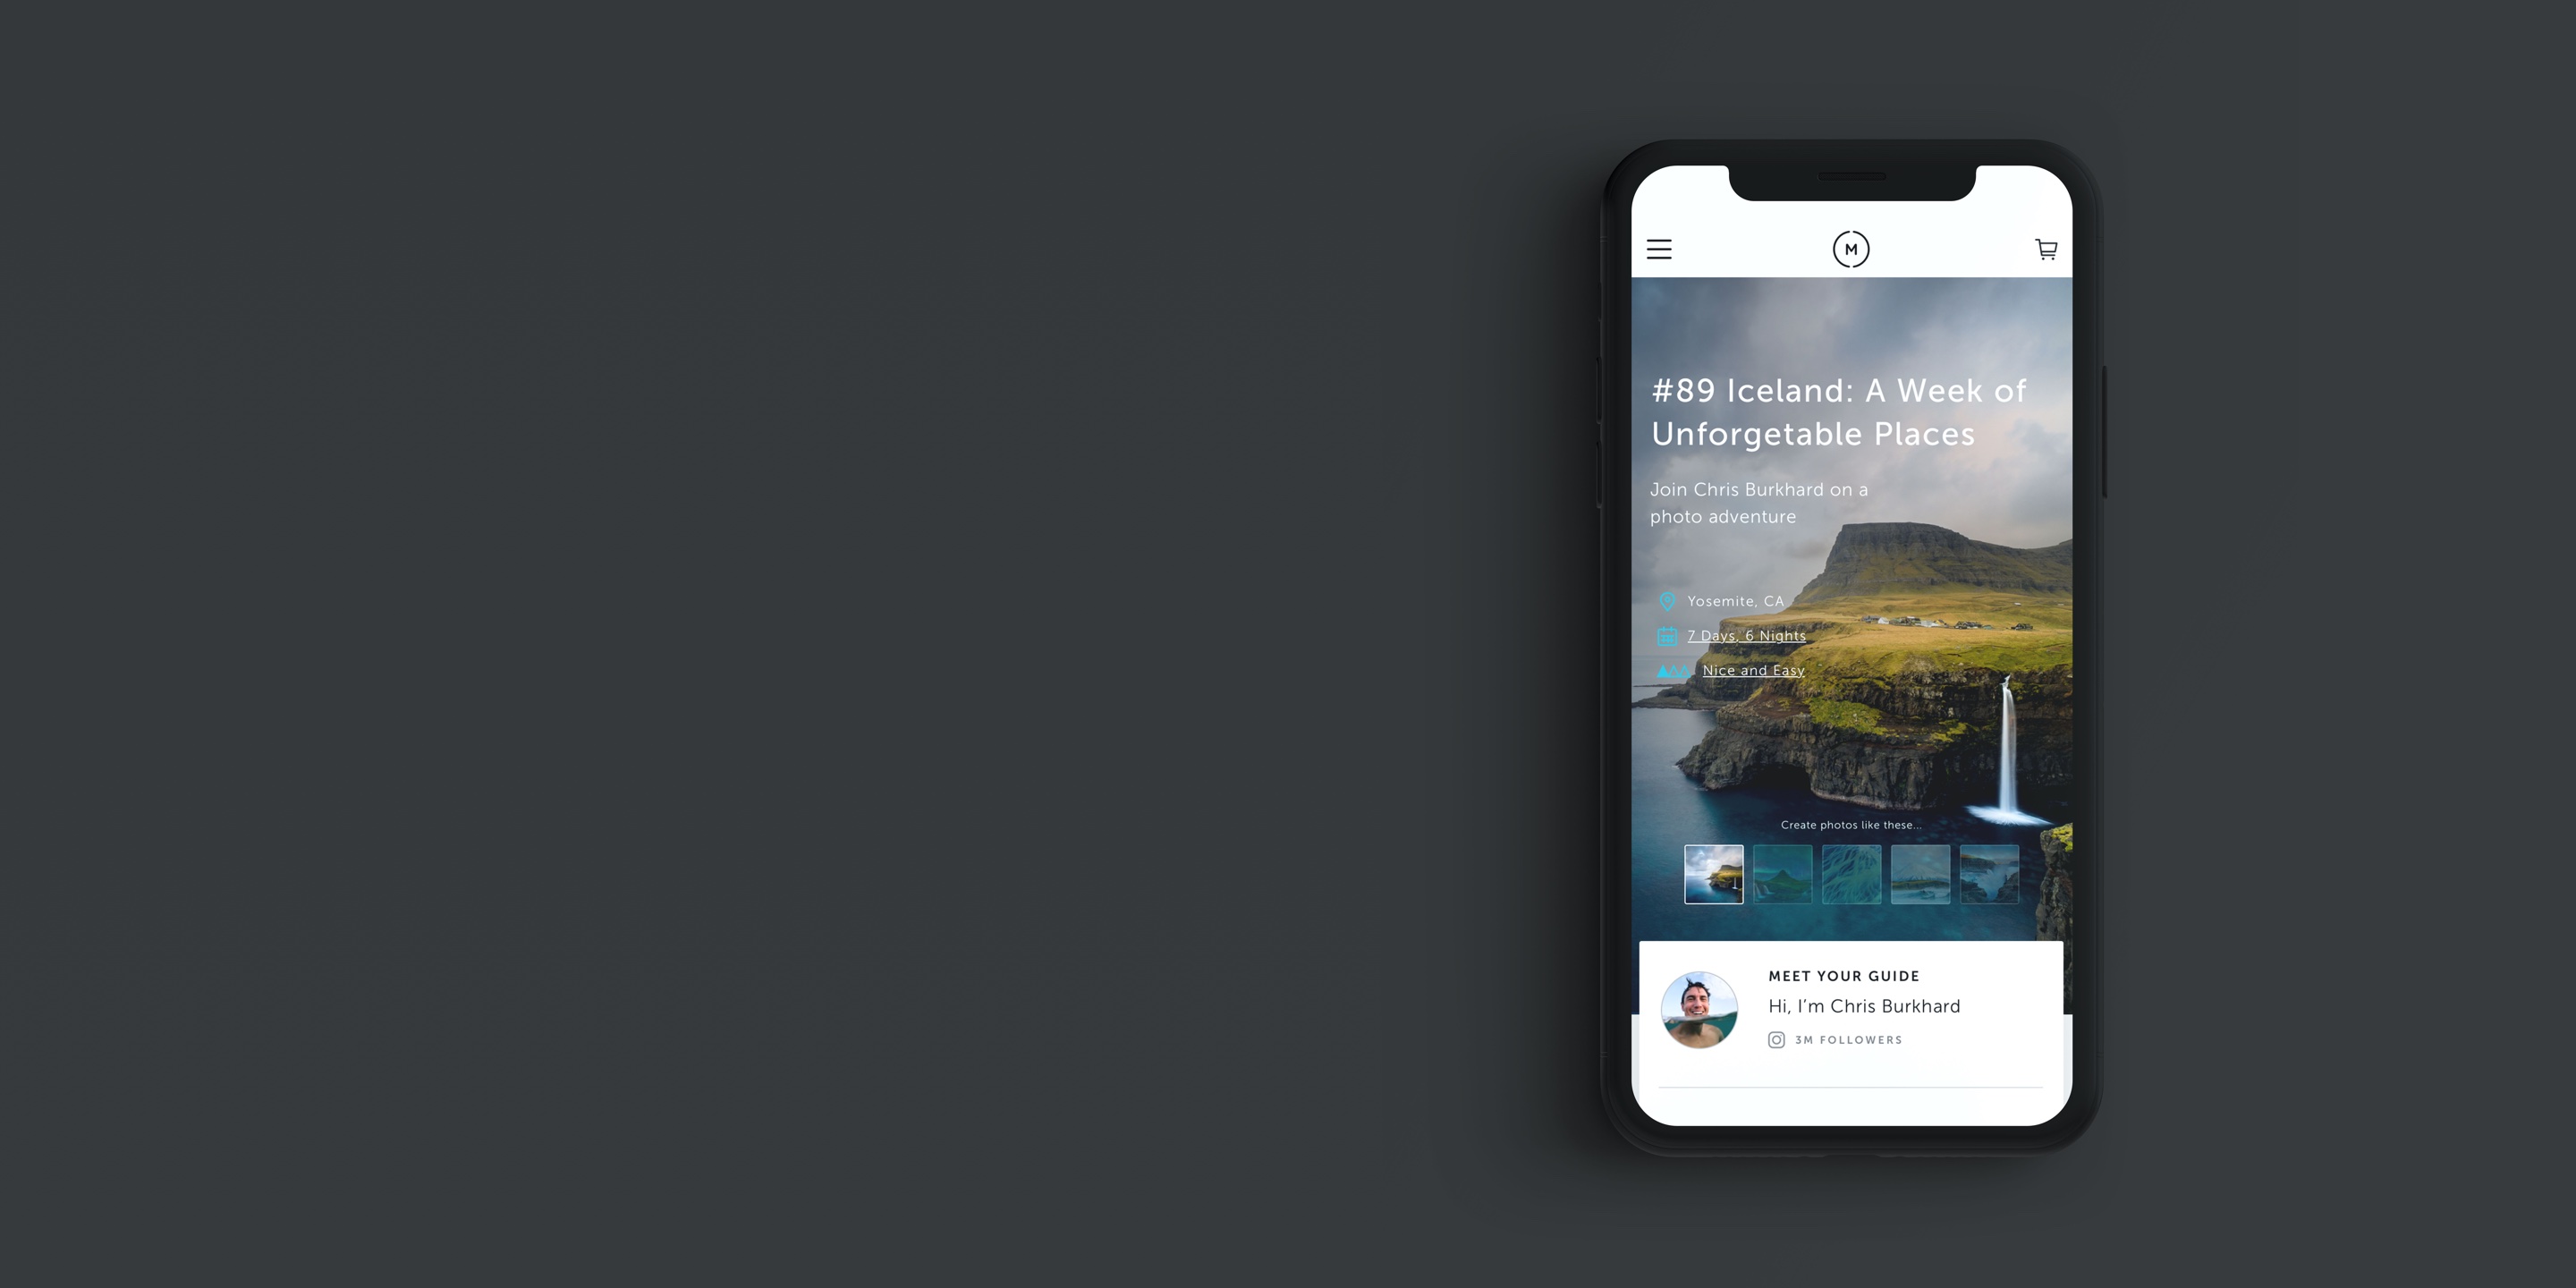 M
#89 Iceland: A Week of
Unforgetable Places
Join Chris Burkhard on a
photo adventure
Yosemite, CA
7 Days, 6 Nights
Nice and Easy
Create photos like these...
MEET YOUR GUIDE
Hi, I'm Chris Burkhard
3M FOLLOWERS